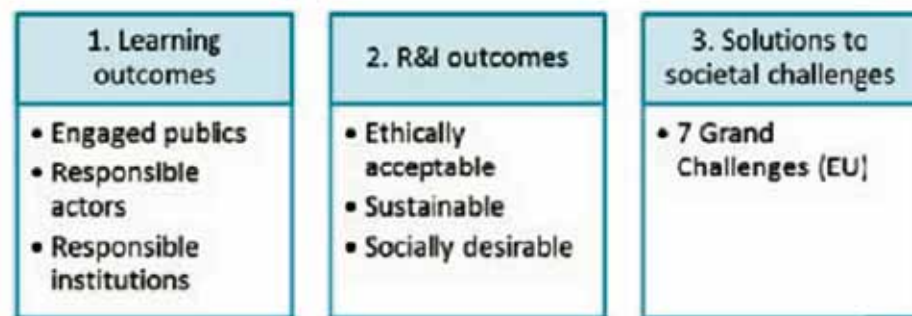 1. Learning
outcomes
• Engaged publics
• Responsible
actors
• Responsible
institutions
2. R&I outcomes
• Ethically
acceptable
• Sustainable
• Socially desirable
3. Solutions to
societal challenges
• 7 Grand
Challenges (EU)